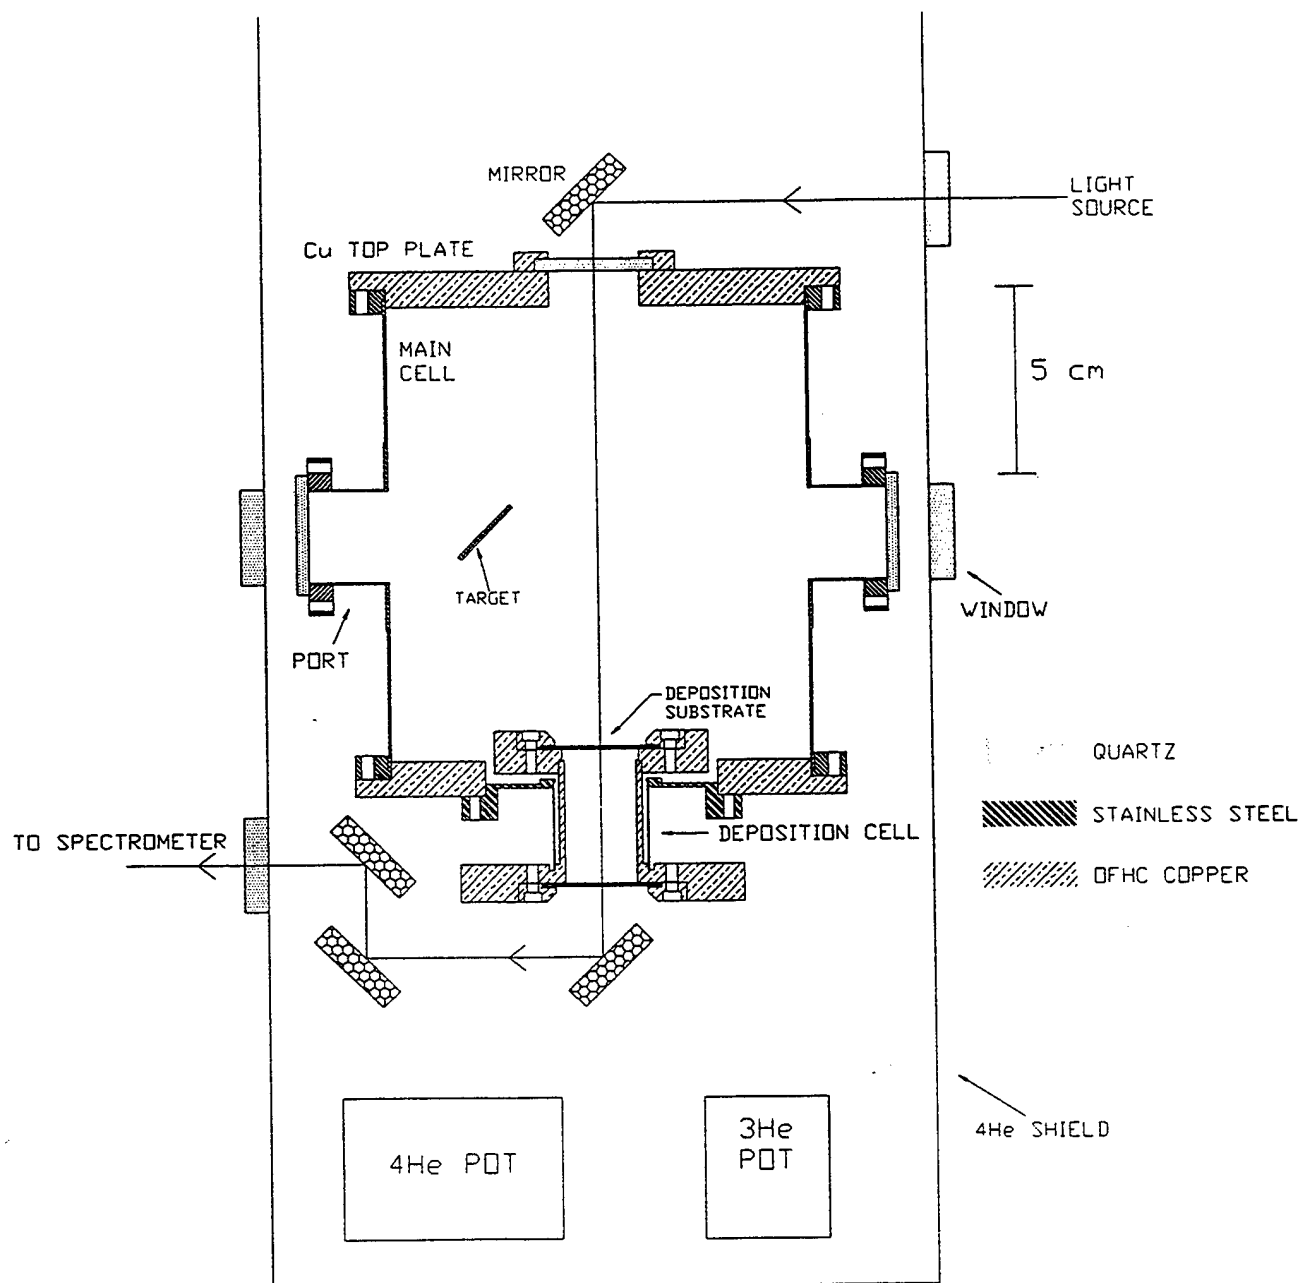 MIRROR
LIGHT
SOURCE
Cu TOP PLATE
MAIN
CELL
5 cm
TARGET
WINDOW
PORT
DEPOSITION
SUBSTRATE
QUARTZ
STAINLESS STEEL
TO SPECTROMETER
DEPOSITION CELL
OFHC COPPER
4He SHIELD
3He
POT
4He POT